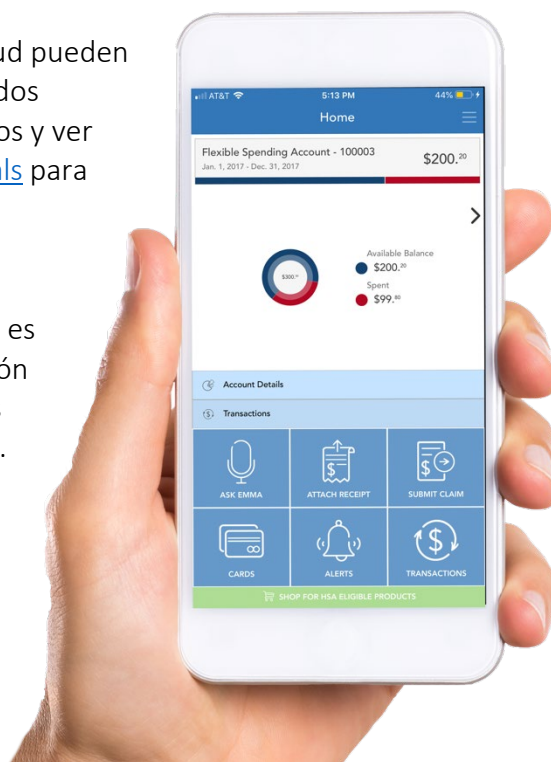 ud pueden
dos
os y ver
ls para
es
ón
.
AT&T 5:13 PM 44%
Home
Flexible Spending Account - 100003
Jan. 1, 2017 - Dec. 31, 2017
$200.20
Available Balance
$200.20
Spent
$99.80
$300.00
Account Details
Transactions
ASK EMMA ATTACH RECEIPT SUBMIT CLAIM
CARDS ALERTS TRANSACTIONS
SHOP FOR HSA ELIGIBLE PRODUCTS